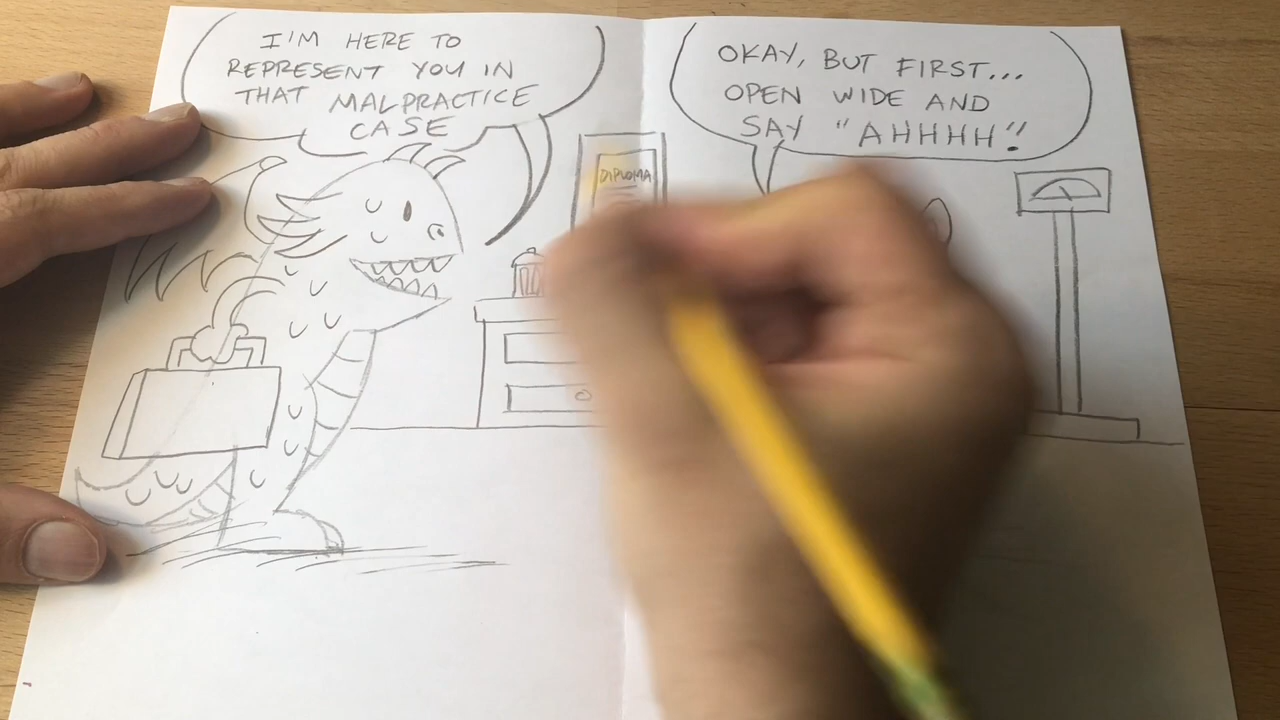 I'M HERE TO
REPRESENT YOU IN
THAT MALPRACTICE
CASE
OKAY, BUT FIRST...
OPEN WIDE AND
SAY "AHHHH"!
DIPLOMA